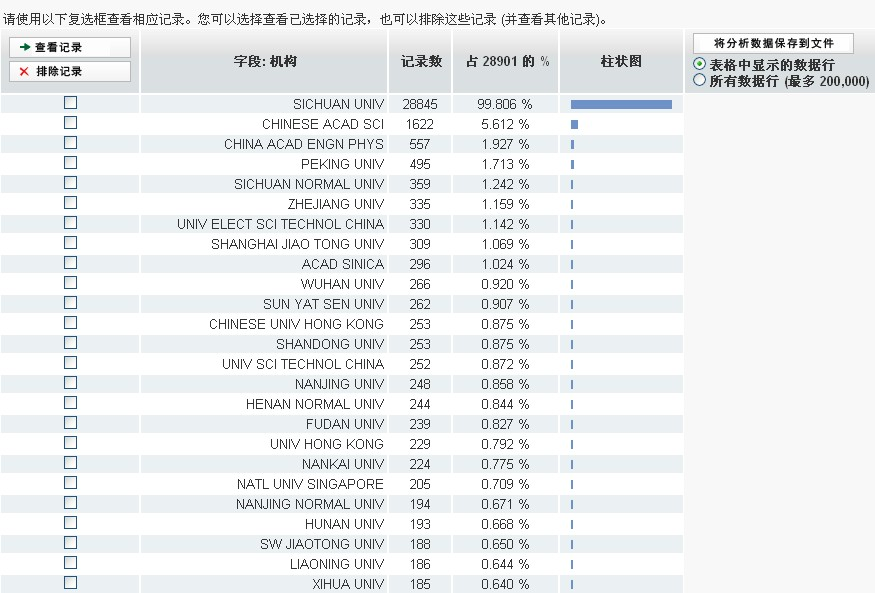 请使用以下复选框查看相应记录。您可以选择查看已选择的记录，也可以排除这些记录 (并查看其他记录)。
查看记录
排除记录
字段: 机构 记录数 占 28901 的 % 柱状图
将分析数据保存到文件
表格中显示的数据行
所有数据行 (最多 200,000)
SICHUAN UNIV 28845 99.806 %
CHINESE ACAD SCI 1622 5.612 %
CHINA ACAD ENGN PHYS 557 1.927 %
PEKING UNIV 495 1.713 %
SICHUAN NORMAL UNIV 359 1.242 %
ZHEJIANG UNIV 335 1.159 %
UNIV ELECT SCI TECHNOL CHINA 330 1.142 %
SHANGHAI JIAO TONG UNIV 309 1.069 %
ACAD SINICA 296 1.024 %
WUHAN UNIV 266 0.920 %
SUN YAT SEN UNIV 262 0.907 %
CHINESE UNIV HONG KONG 253 0.875 %
SHANDONG UNIV 253 0.875 %
UNIV SCI TECHNOL CHINA 252 0.872 %
NANJING UNIV 248 0.858 %
HENAN NORMAL UNIV 244 0.844 %
FUDAN UNIV 239 0.827 %
UNIV HONG KONG 229 0.792 %
NANKAI UNIV 224 0.775 %
NATL UNIV SINGAPORE 205 0.709 %
NANJING NORMAL UNIV 194 0.671 %
HUNAN UNIV 193 0.668 %
SW JIAOTONG UNIV 188 0.650 %
LIAONING UNIV 186 0.644 %
XIHUA UNIV 185 0.640 %